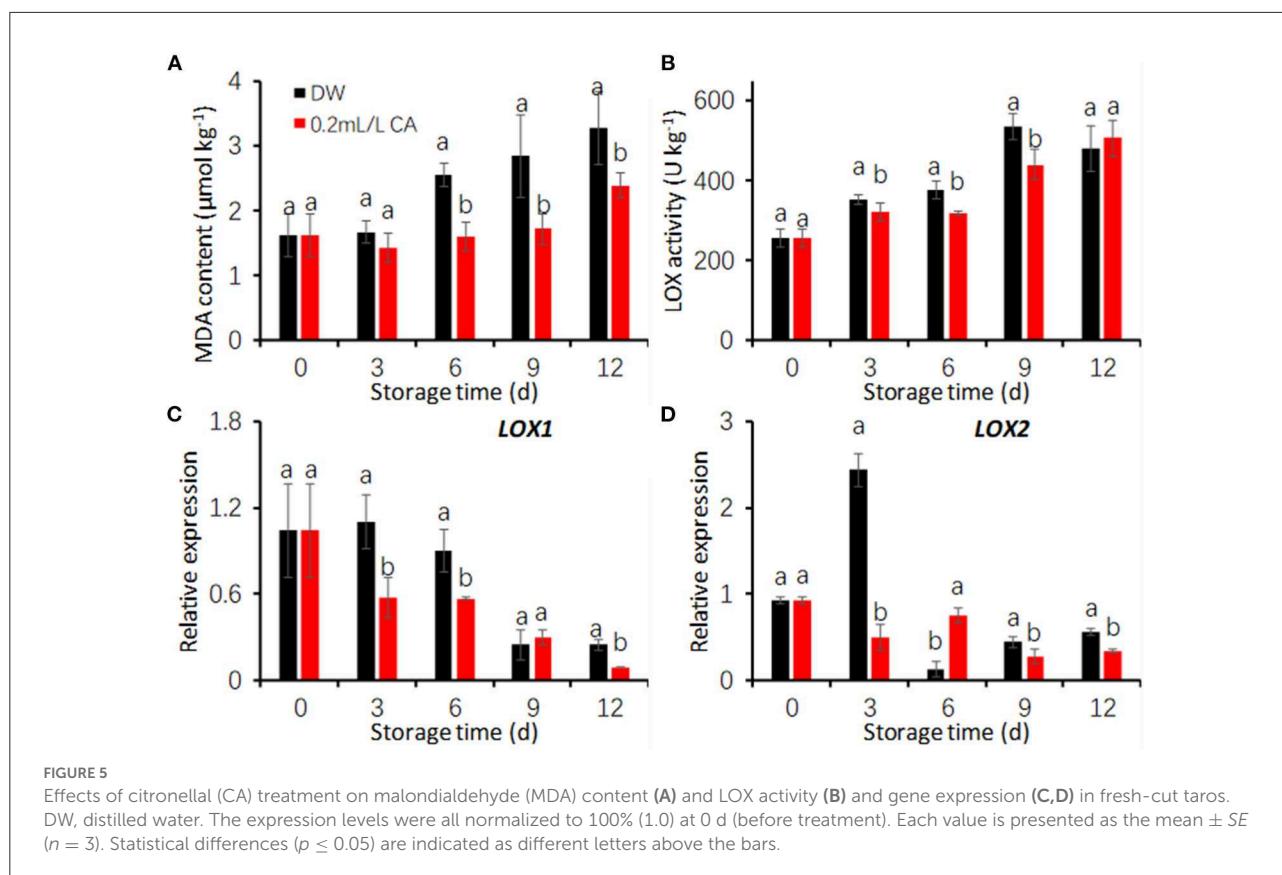 A
MDA content (μmol kg⁻¹)
4
3
2
1
0
DW
0.2mL/L CA
a a
a a
a b
a b
a b
0 3 6 9 12
Storage time (d)
B
LOX activity (U kg⁻¹)
600
400
200
0
a a
a b
a b
a b
a a
0 3 6 9 12
Storage time (d)
C
LOX1
Relative expression
1.8
1.2
0.6
0
a a
a b
a b
a a
a b
0 3 6 9 12
Storage time (d)
D
LOX2
Relative expression
3
2
1
0
a a
a b
b a
a b
a b
0 3 6 9 12
Storage time (d)
FIGURE 5
Effects of citronellal (CA) treatment on malondialdehyde (MDA) content (A) and LOX activity (B) and gene expression (C,D) in fresh-cut taros.
DW, distilled water. The expression levels were all normalized to 100% (1.0) at 0 d (before treatment). Each value is presented as the mean ± SE
(n = 3). Statistical differences (p ≤ 0.05) are indicated as different letters above the bars.